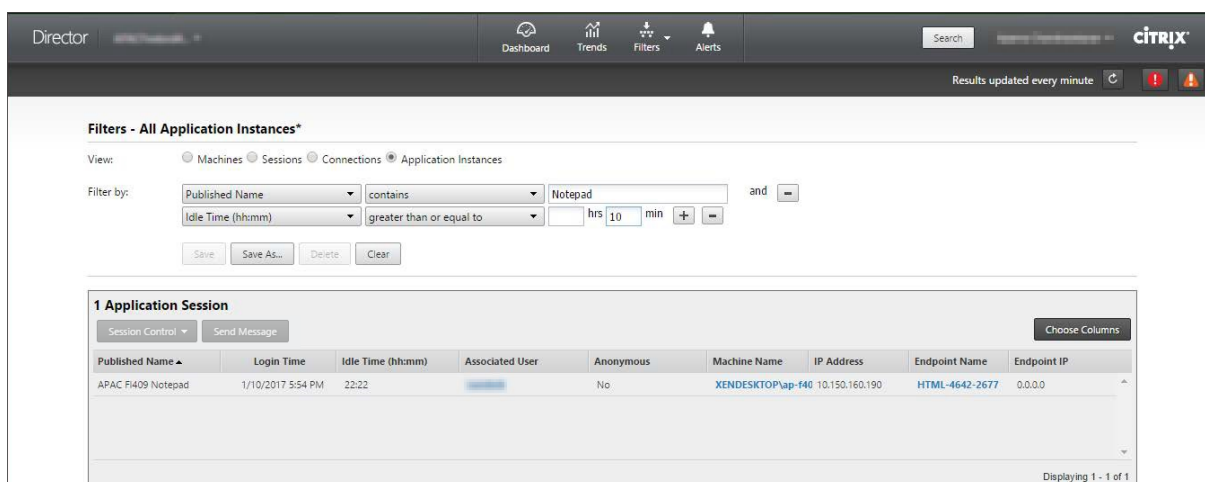 Director
Dashboard
Trends
Filters
Alerts
Search
CİTRIX
Results updated every minute
Filters - All Application Instances*
View: Machines Sessions Connections Application Instances
Filter by: Published Name contains Notepad and
Idle Time (hh:mm) greater than or equal to hrs 10 min + -
Save Save As... Delete Clear
1 Application Session
Session Control Send Message Choose Columns
Published Name Login Time Idle Time (hh:mm) Associated User Anonymous Machine Name IP Address Endpoint Name Endpoint IP
APAC FI409 Notepad 1/10/2017 5:54 PM 22:22 No XENDESKTOP\ap-f40 10.150.160.190 HTML-4642-2677 0.0.0.0
Displaying 1 - 1 of 1